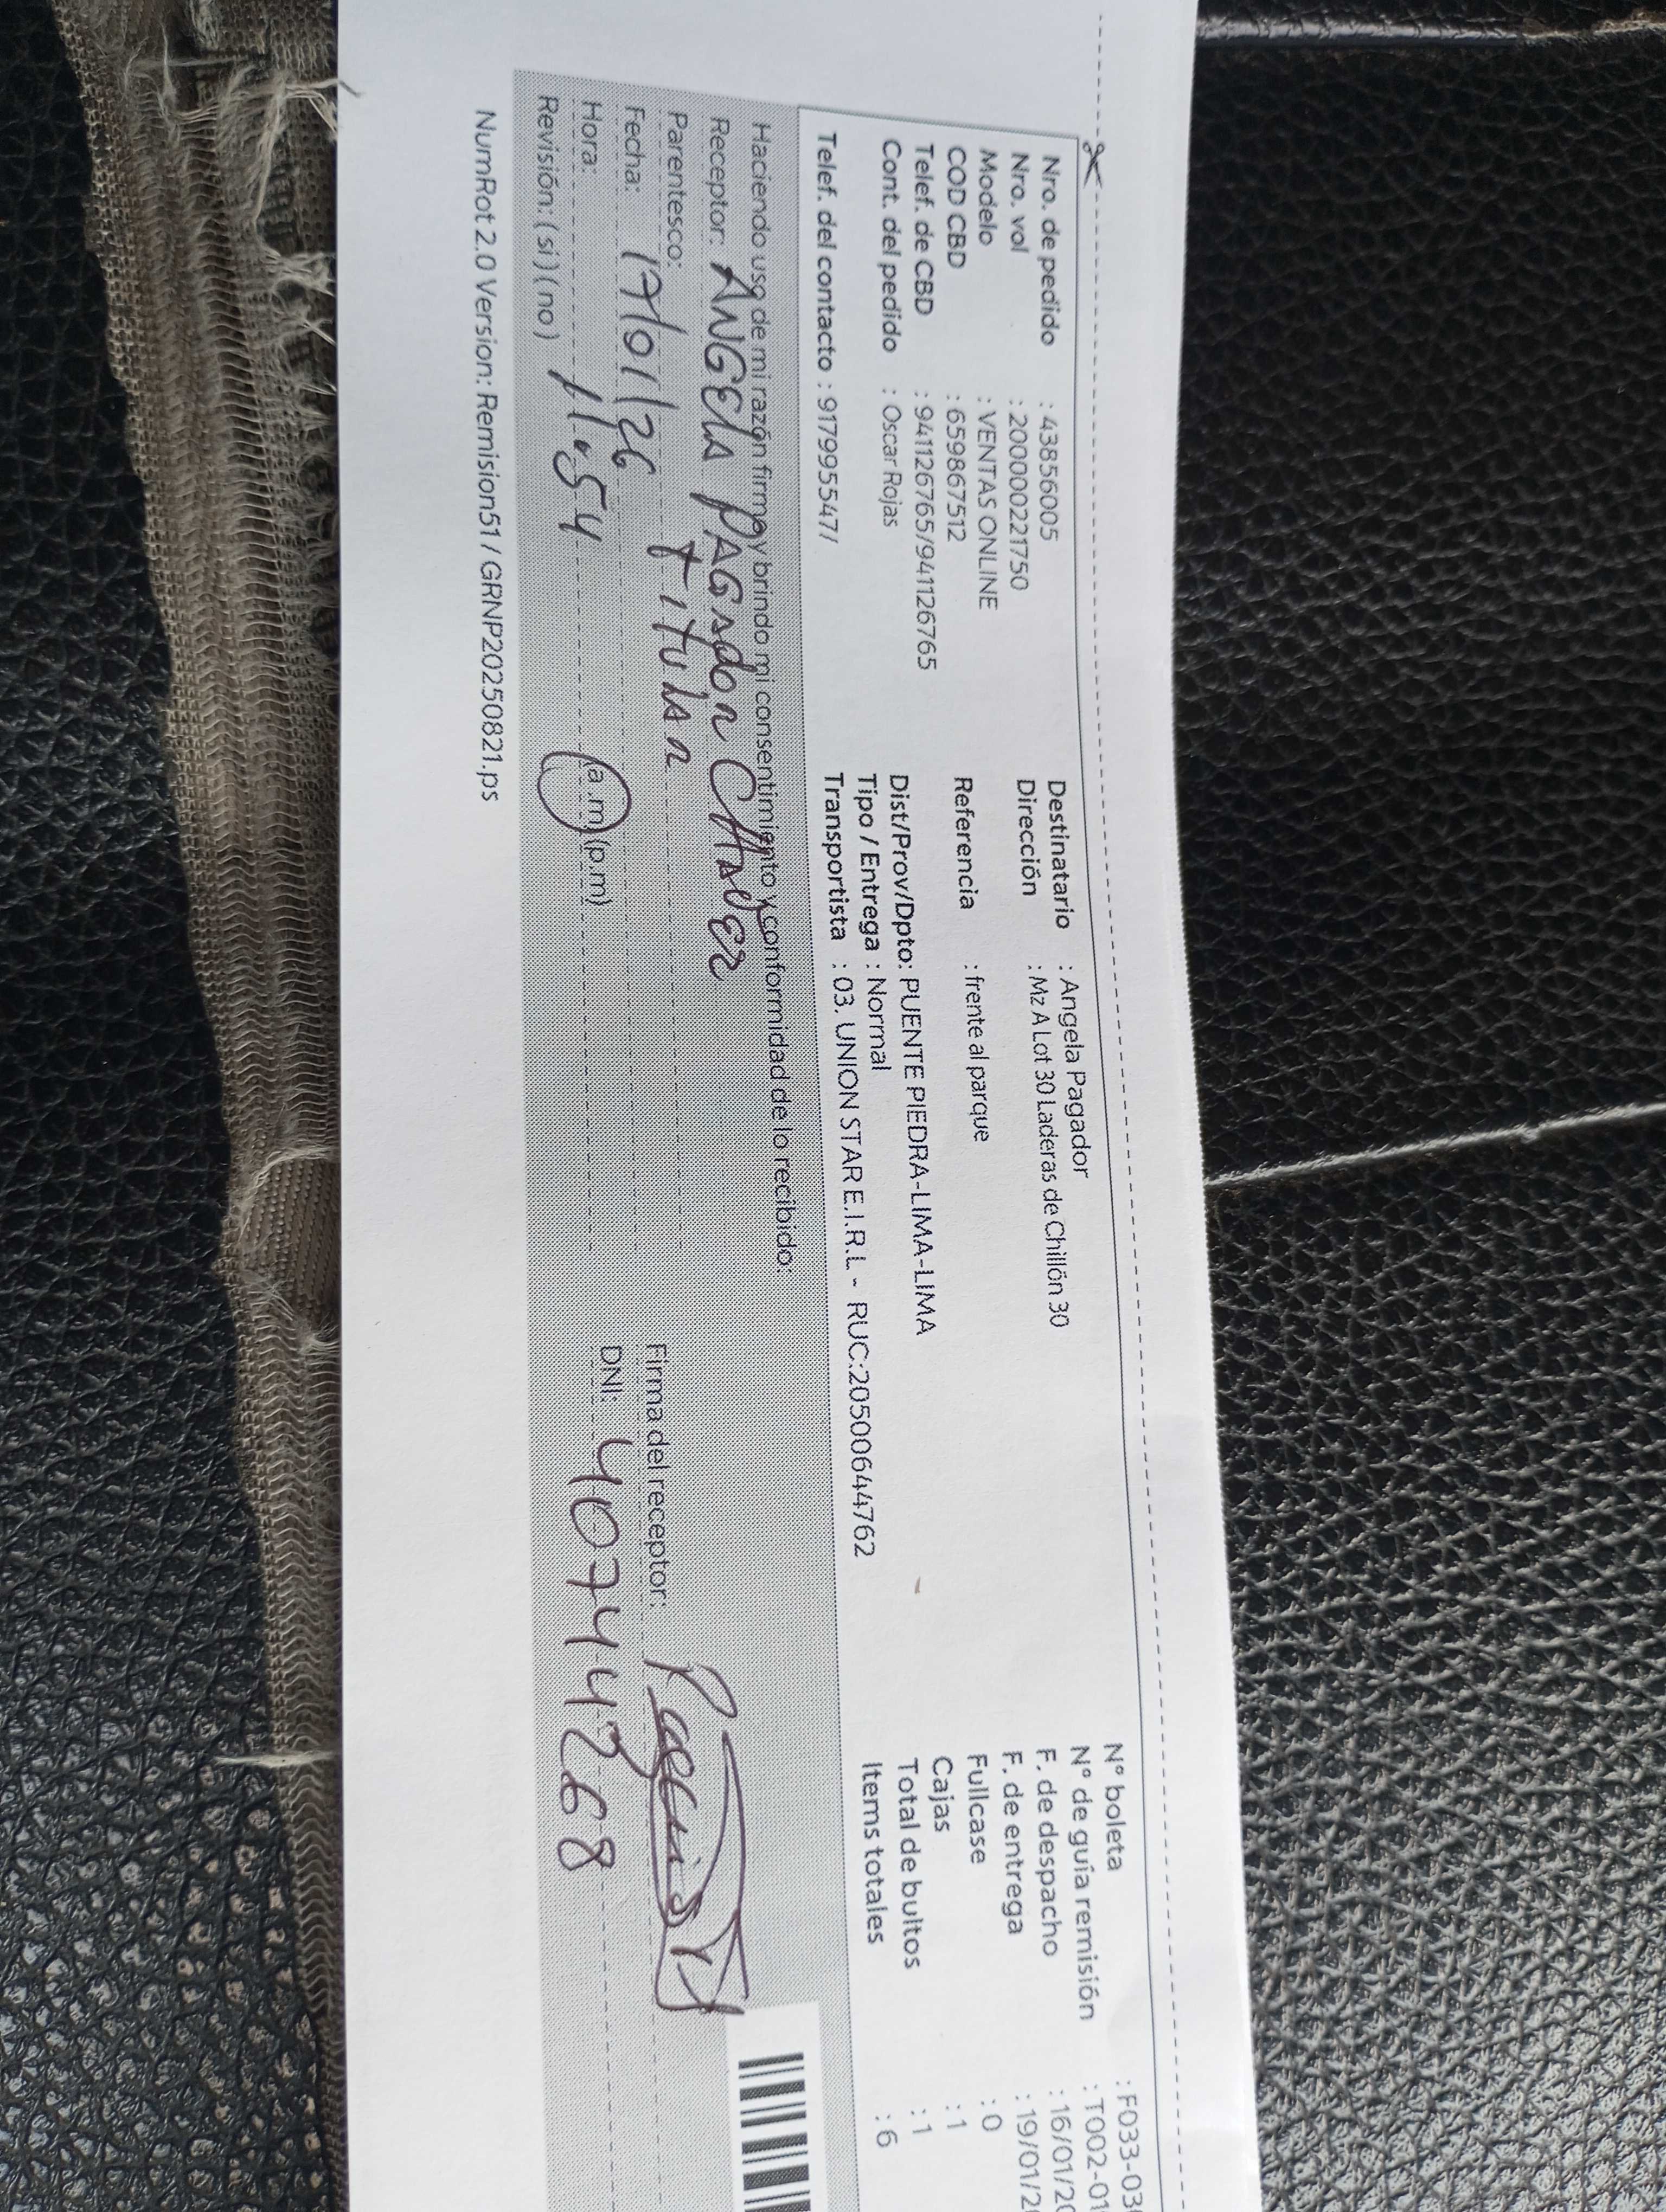 Nro. de pedido : 43856005
Nro. vol : 20000221750
Modelo : VENTAS ONLINE
COD CBD : 659867512
Telef. de CBD : 941126765/941126765
Cont. del pedido : Oscar Rojas
Telef. del contacto : 917995547/
Destinatario : Angela Pagador
Dirección : Mz A Lot 30 Laderas de Chillón 30
Referencia : frente al parque
Dist/Prov/Dpto: PUENTE PIEDRA-LIMA-LIMA
Tipo / Entrega : Normal
Transportista : 03. UNION STAR E.I.R.L - RUC:20500644762
N° boleta : F033-03
N° de guía remisión : T002-01
F. de despacho : 16/01/20
F. de entrega : 19/01/2
Fullcase : 0
Cajas : 1
Total de bultos : 1
Items totales : 6
Haciendo uso de mi razón firmo y brindo mi consentimiento y conformidad de lo recibido:
Receptor: ANGELA PAGADOR CHAVER
Parentesco: titular
Fecha: 17/01/26
Hora: 11:54 (a.m) (p.m)
Revisión: ( si ) ( no )
Firma del receptor:
DNI: 40744268
NumRot 2.0 Version: Remision51 / GRNP20250821.ps